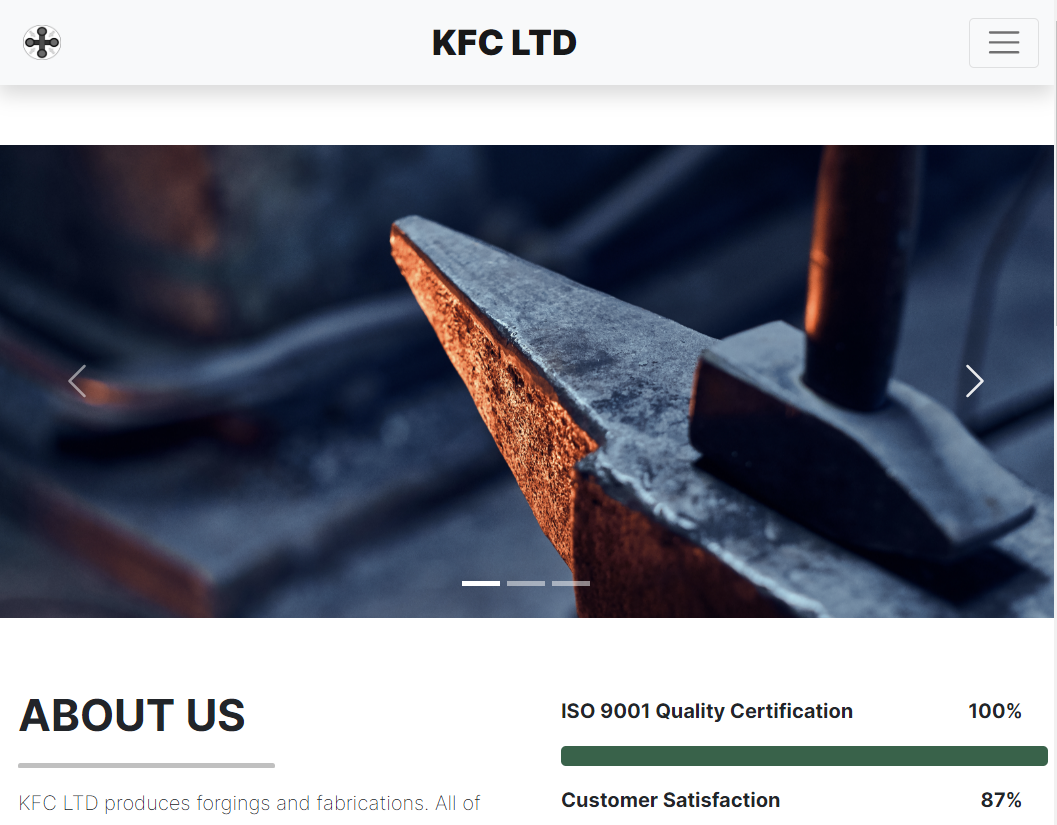 KFC LTD
ABOUT US
KFC LTD produces forgings and fabrications. All of
ISO 9001 Quality Certification 100%
Customer Satisfaction 87%